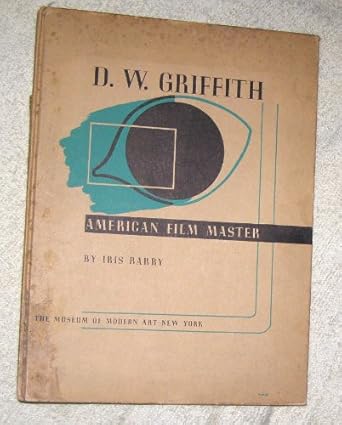 D. W. GRIFFITH
AMERICAN FILM MASTER
BY IRIS BARRY
THE MUSEUM OF MODERN ART NEW YORK